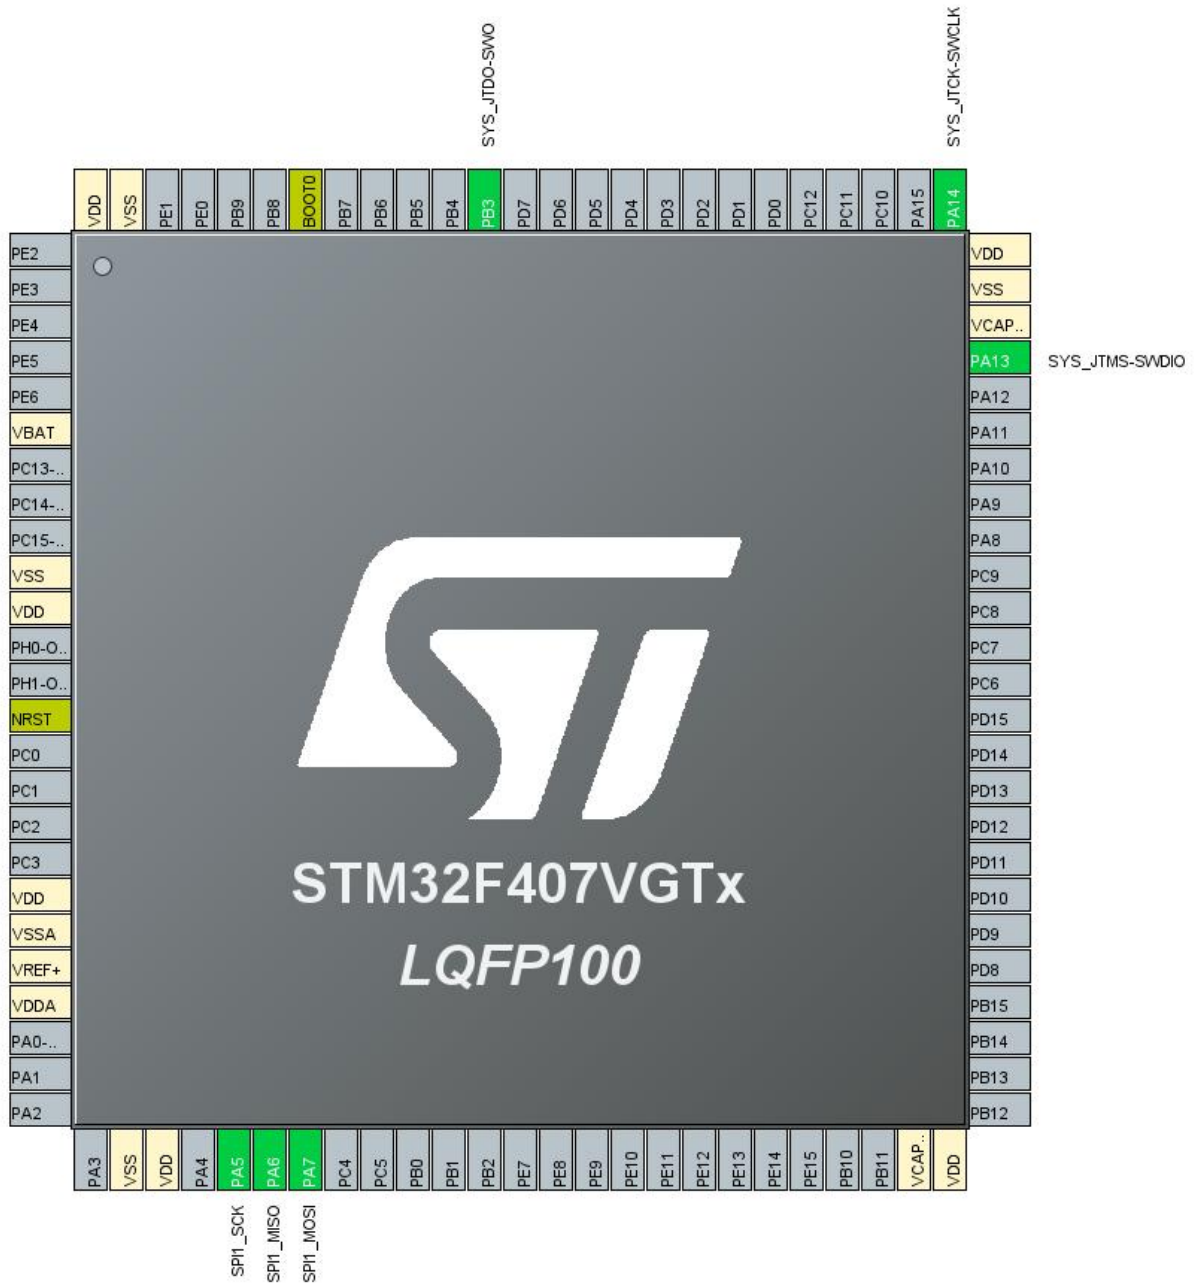 SYS_JTDO-SWO
SYS_JTCK-SWCLK
VDD
VSS
PE1
PE0
PB9
PB8
BOOT0
PB7
PB6
PB5
PB4
PB3
PD7
PD6
PD5
PD4
PD3
PD2
PD1
PD0
PC12
PC11
PC10
PA15
PA14
PE2
PE3
PE4
PE5
PE6
VBAT
PC13-..
PC14-..
PC15-..
VSS
VDD
PH0-O..
PH1-O..
NRST
PC0
PC1
PC2
PC3
VDD
VSSA
VREF+
VDDA
PA0-..
PA1
PA2
ST
STM32F407VGTx
LQFP100
VDD
VSS
VCAP..
PA13 SYS_JTMS-SWDIO
PA12
PA11
PA10
PA9
PA8
PC9
PC8
PC7
PC6
PD15
PD14
PD13
PD12
PD11
PD10
PD9
PD8
PB15
PB14
PB13
PB12
PA3
VSS
VDD
PA4
PA5
PA6
PA7
PC4
PC5
PB0
PB1
PB2
PE7
PE8
PE9
PE10
PE11
PE12
PE13
PE14
PE15
PB10
PB11
VCAP..
VDD
SPI1_SCK
SPI1_MISO
SPI1_MOSI